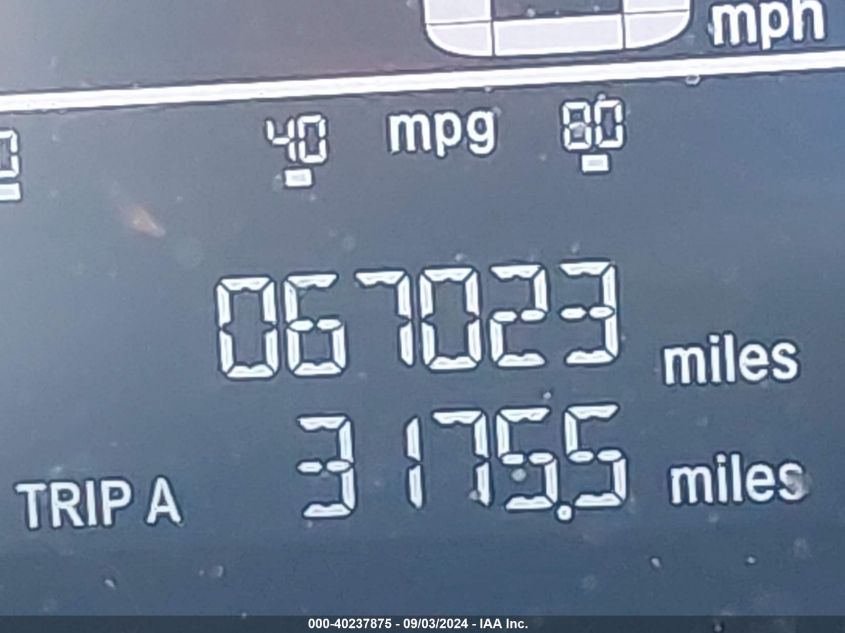 mph
40 mpg 80
067023 miles
TRIP A 3175.5 miles
000-40237875 - 09/03/2024 - IAA Inc.